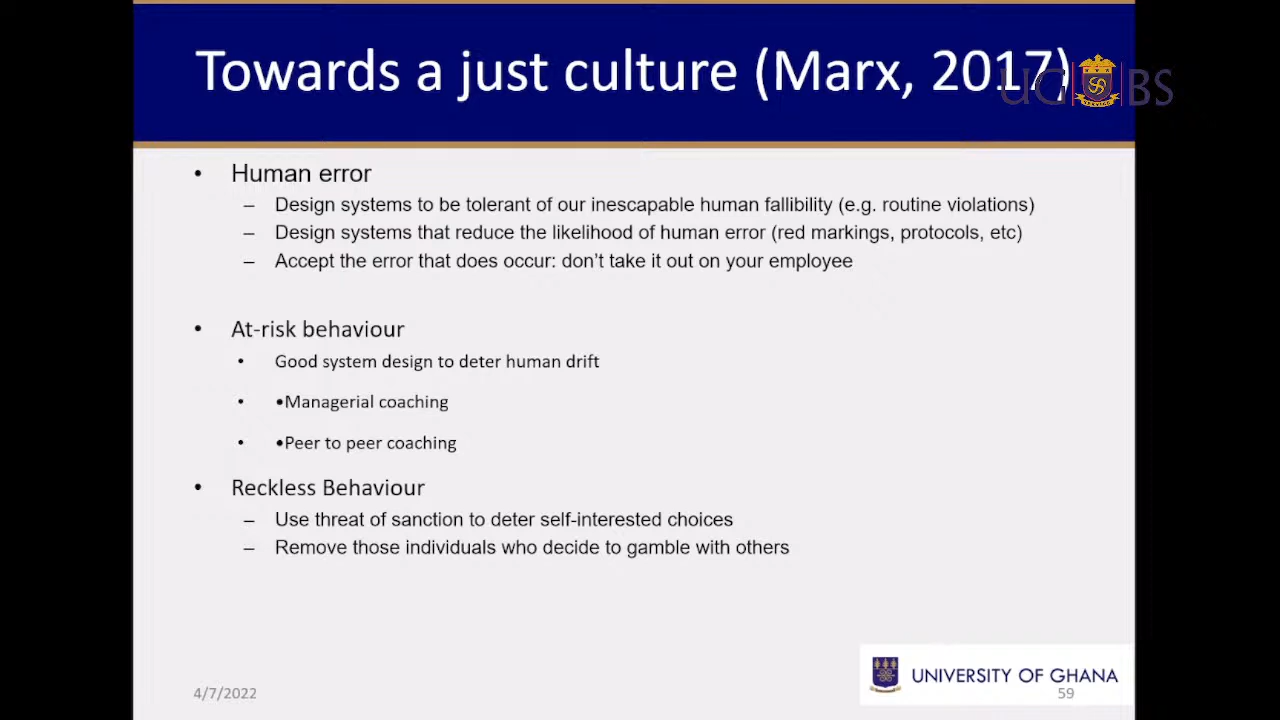 Towards a just culture (Marx, 2017)
UG BS
• Human error
– Design systems to be tolerant of our inescapable human fallibility (e.g. routine violations)
– Design systems that reduce the likelihood of human error (red markings, protocols, etc)
– Accept the error that does occur: don’t take it out on your employee
• At-risk behaviour
• Good system design to deter human drift
• •Managerial coaching
• •Peer to peer coaching
• Reckless Behaviour
– Use threat of sanction to deter self-interested choices
– Remove those individuals who decide to gamble with others
UNIVERSITY OF GHANA
4/7/2022
59